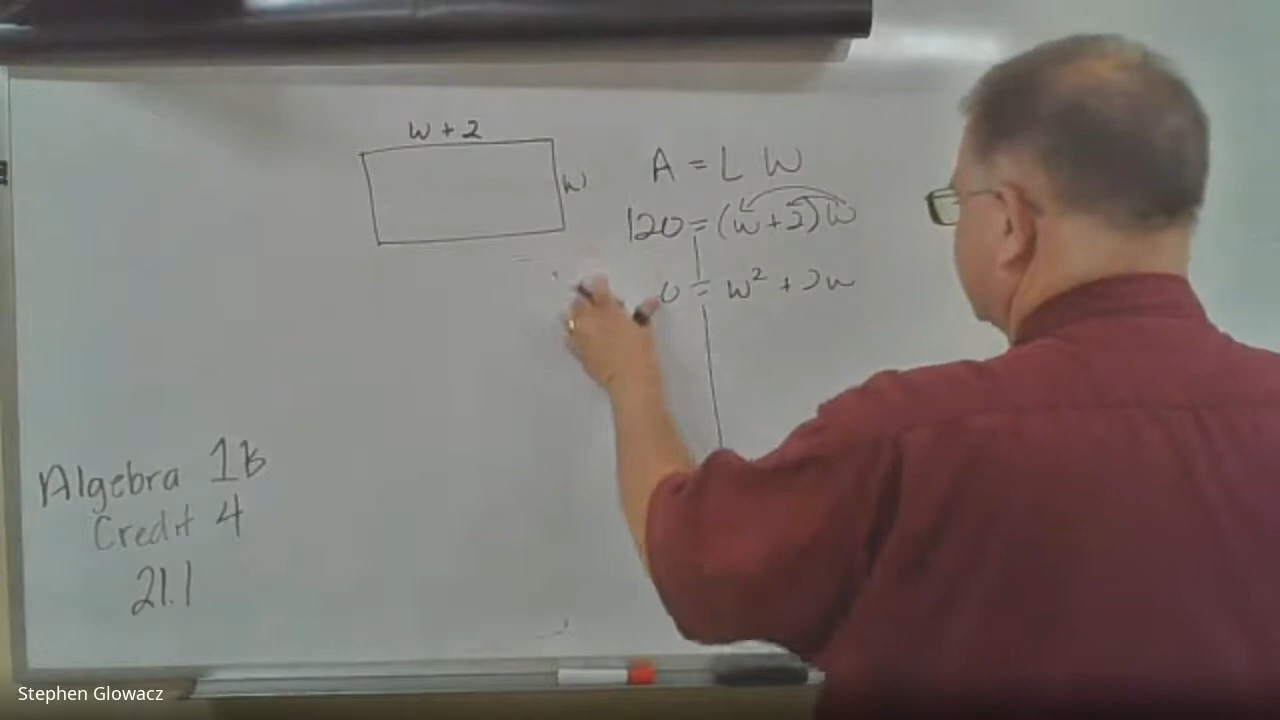 w + 2
w
A = L W
120 = (w+2)w
0 = w² + 2w
Algebra 1B
Credit 4
21.1
Stephen Glowacz